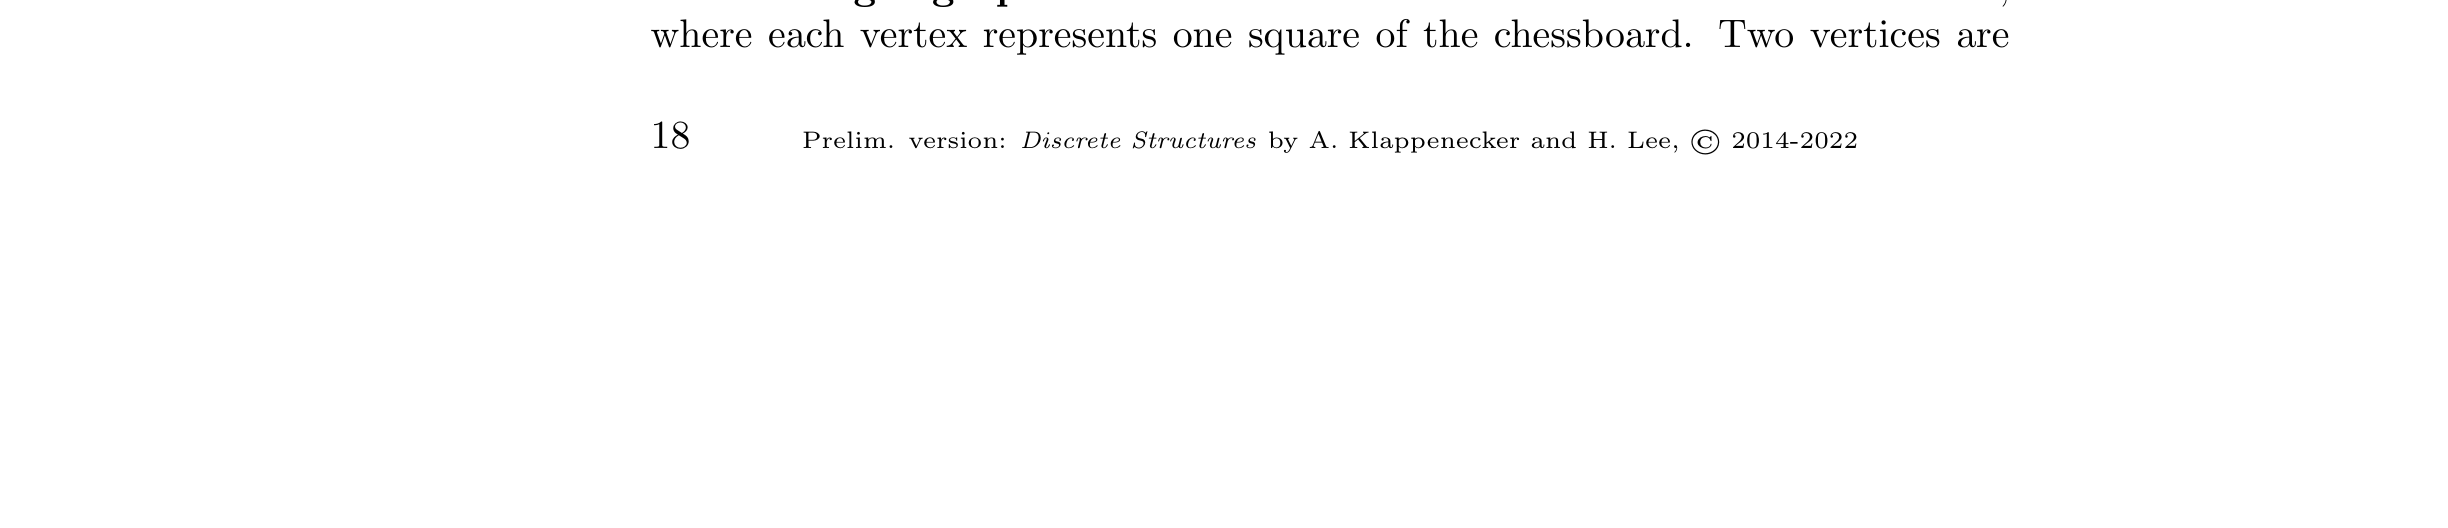 where each vertex represents one square of the chessboard. Two vertices are
18 Prelim. version: Discrete Structures by A. Klappenecker and H. Lee, © 2014-2022